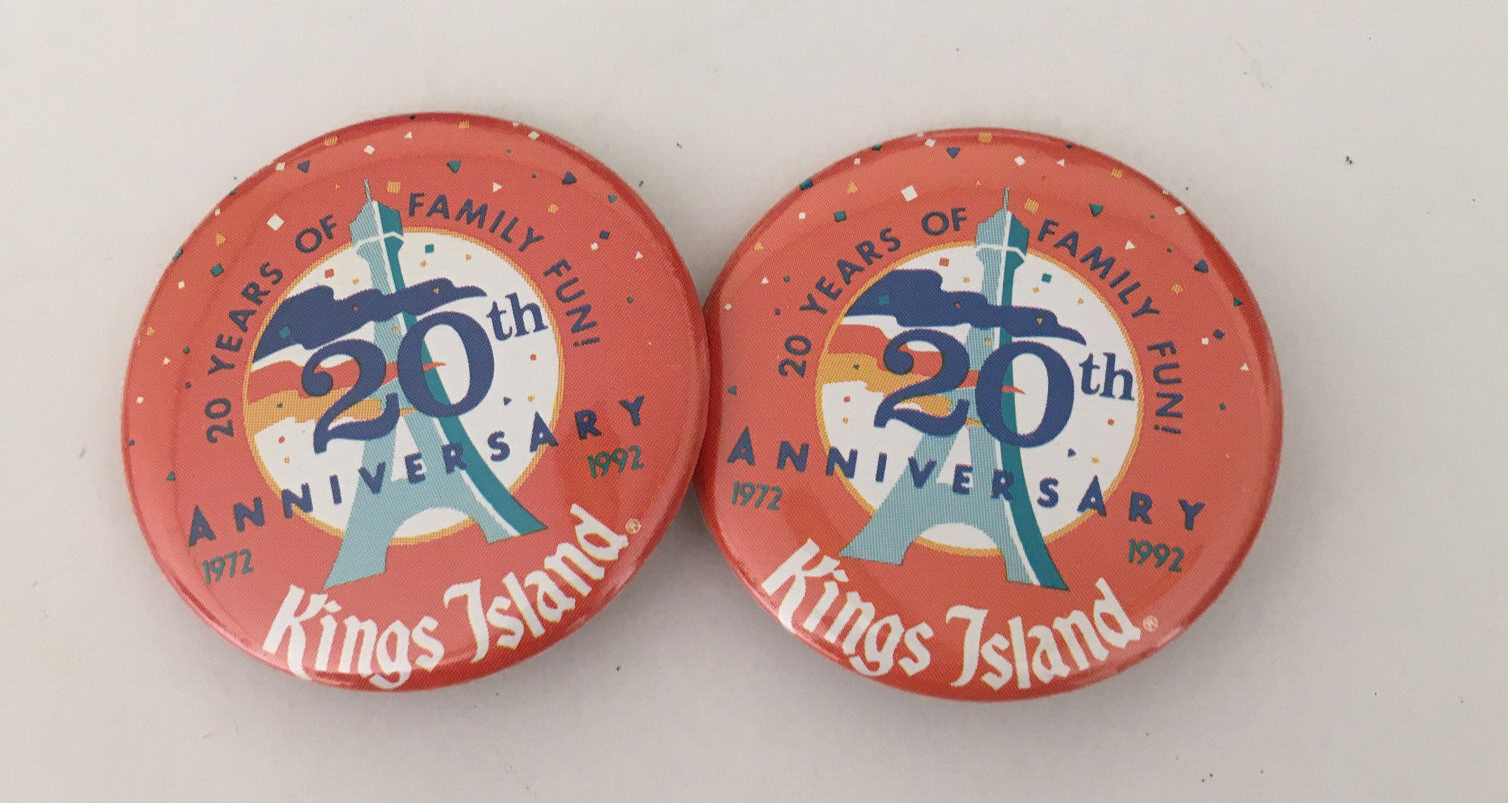 20 YEARS OF FAMILY FUN!
20th
ANNIVERSARY
1972 1992
Kings Island®
20 YEARS OF FAMILY FUN!
20th
ANNIVERSARY
1972 1992
Kings Island®